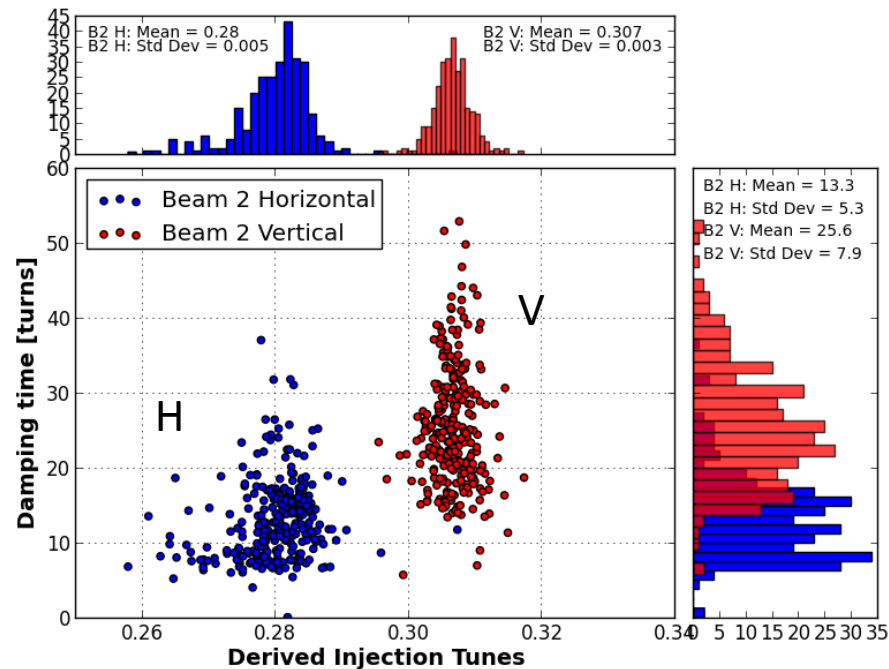 45
40
35
30
25
20
15
10
5
0
B2 H: Mean = 0.28
B2 H: Std Dev = 0.005
B2 V: Mean = 0.307
B2 V: Std Dev = 0.003
60
50
40
30
20
10
0
Damping time [turns]
Beam 2 Horizontal
Beam 2 Vertical
H
V
0.26 0.28 0.30 0.32 0.34
Derived Injection Tunes
B2 H: Mean = 13.3
B2 H: Std Dev = 5.3
B2 V: Mean = 25.6
B2 V: Std Dev = 7.9
0 5 10 15 20 25 30 35